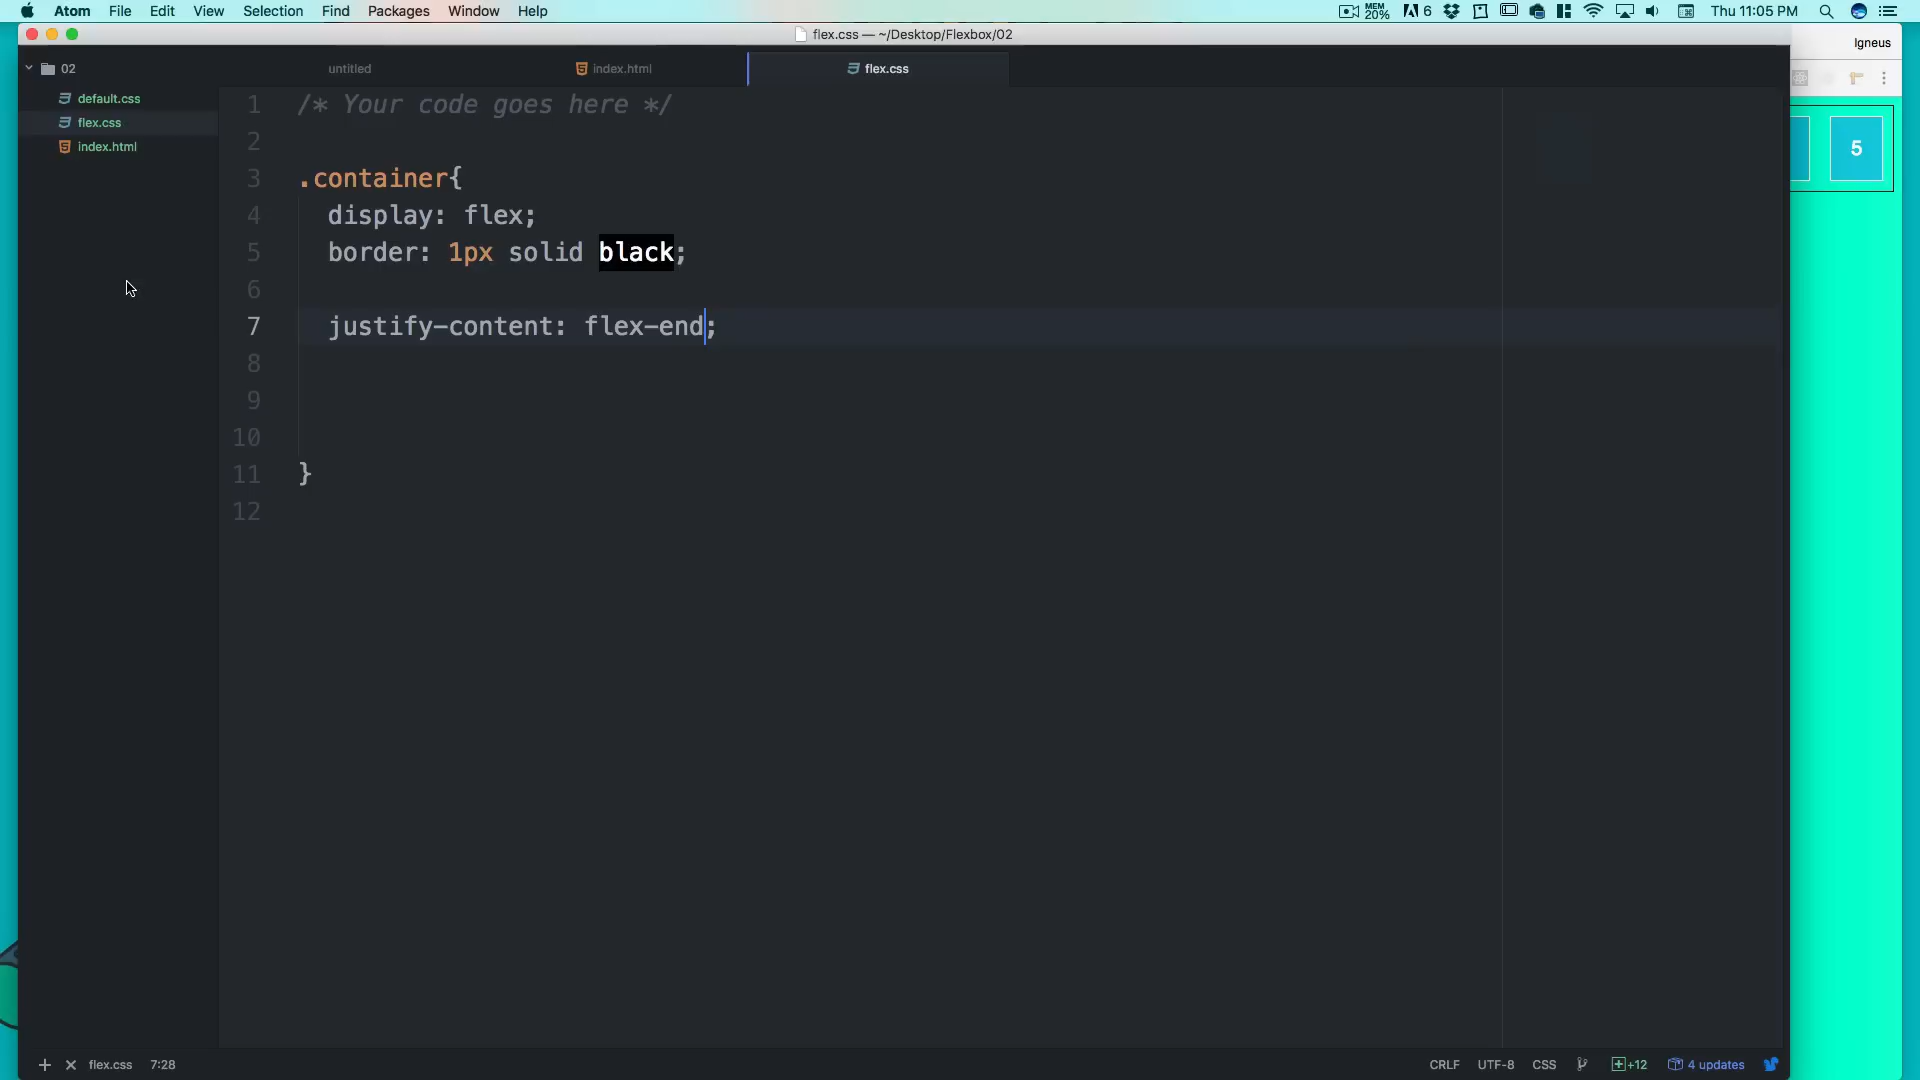 Atom File Edit View Selection Find Packages Window Help
MEM 20% 6 Thu 11:05 PM
flex.css — ~/Desktop/Flexbox/02
Igneus
02
untitled index.html flex.css
default.css
flex.css
index.html
1 /* Your code goes here */
2
3 .container{
4 display: flex;
5 border: 1px solid black;
6
7 justify-content: flex-end;
8
9
10
11 }
12
5
+ × flex.css 7:28
CRLF UTF-8 CSS +12 4 updates